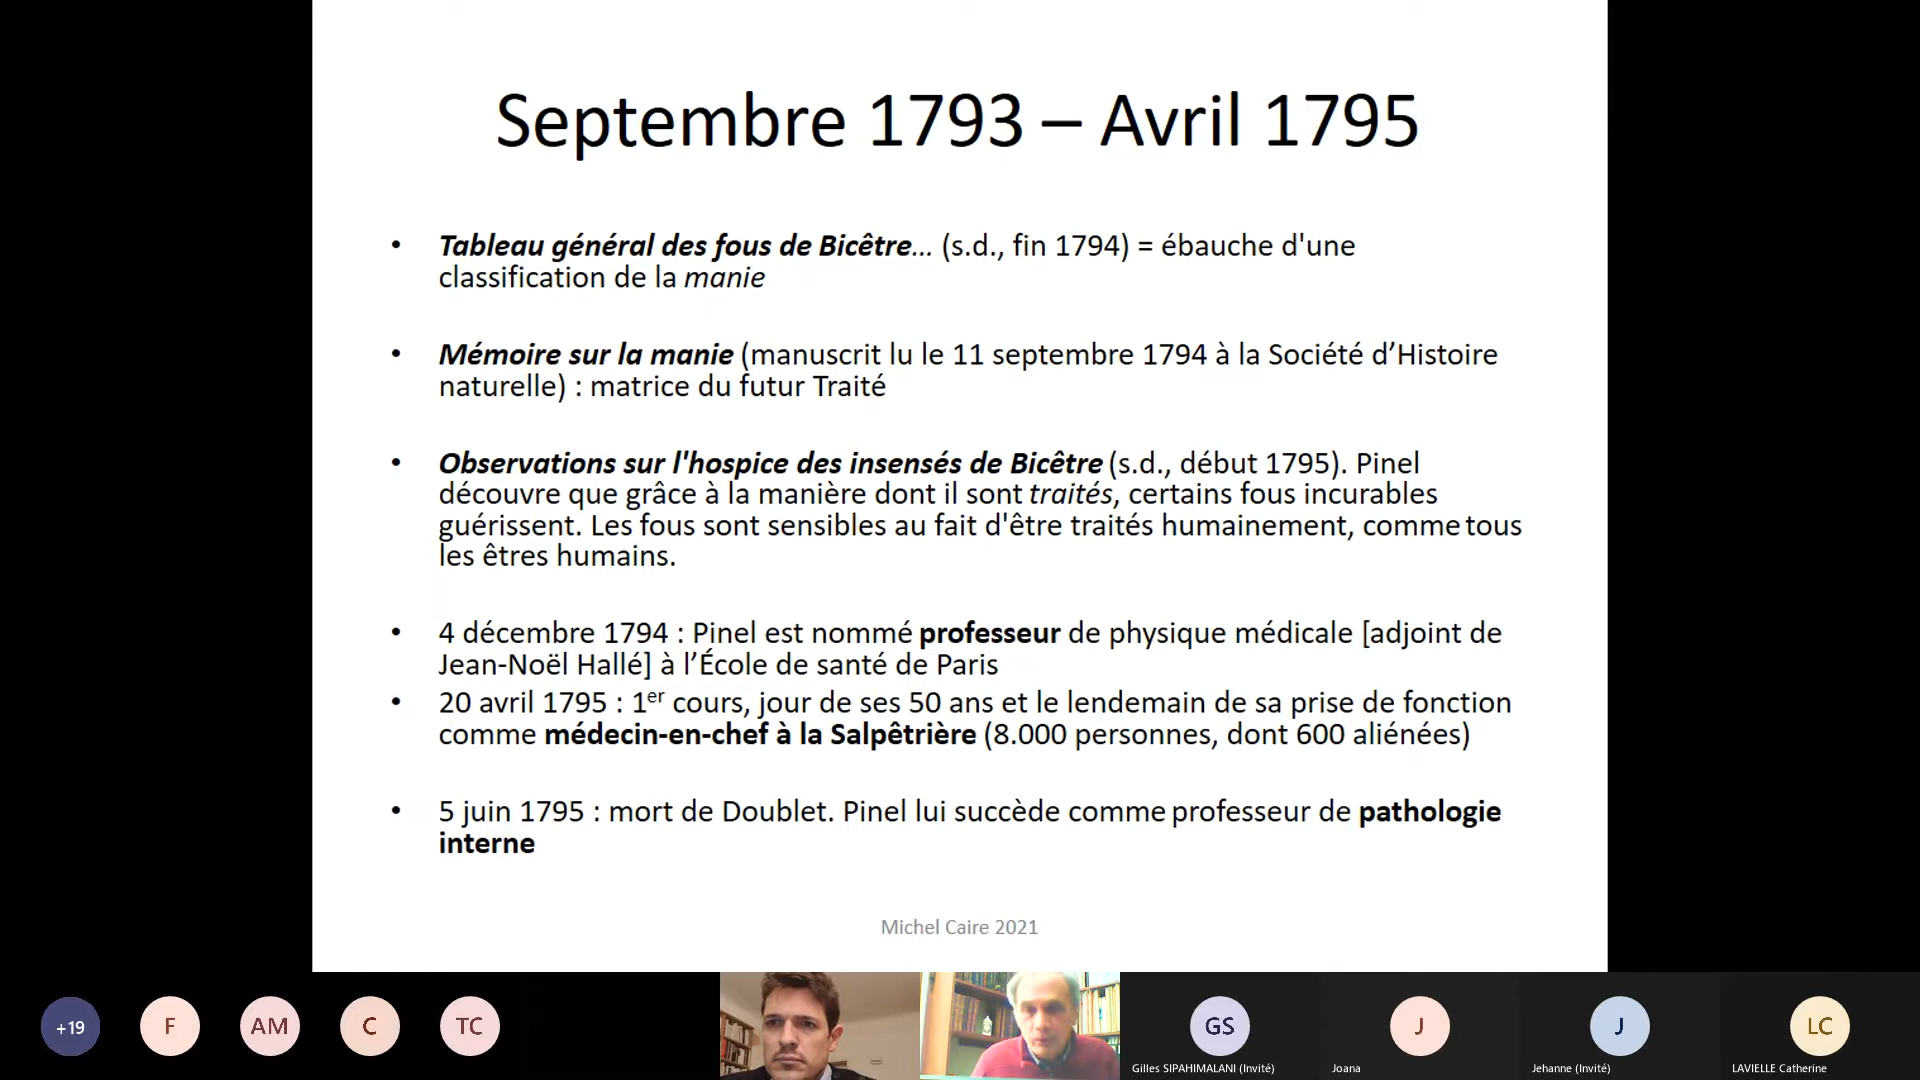 Septembre 1793 – Avril 1795
• Tableau général des fous de Bicêtre... (s.d., fin 1794) = ébauche d'une
classification de la manie
• Mémoire sur la manie (manuscrit lu le 11 septembre 1794 à la Société d’Histoire
naturelle) : matrice du futur Traité
• Observations sur l'hospice des insensés de Bicêtre (s.d., début 1795). Pinel
découvre que grâce à la manière dont il sont traités, certains fous incurables
guérissent. Les fous sont sensibles au fait d'être traités humainement, comme tous
les êtres humains.
• 4 décembre 1794 : Pinel est nommé professeur de physique médicale [adjoint de
Jean-Noël Hallé] à l’École de santé de Paris
• 20 avril 1795 : 1er cours, jour de ses 50 ans et le lendemain de sa prise de fonction
comme médecin-en-chef à la Salpêtrière (8.000 personnes, dont 600 aliénées)
• 5 juin 1795 : mort de Doublet. Pinel lui succède comme professeur de pathologie
interne
Michel Caire 2021
+19 F AM C TC GS J J LC
Gilles SIPAHIMALANI (Invité) Joana Jehanne (Invité) LAVIELLE Catherine